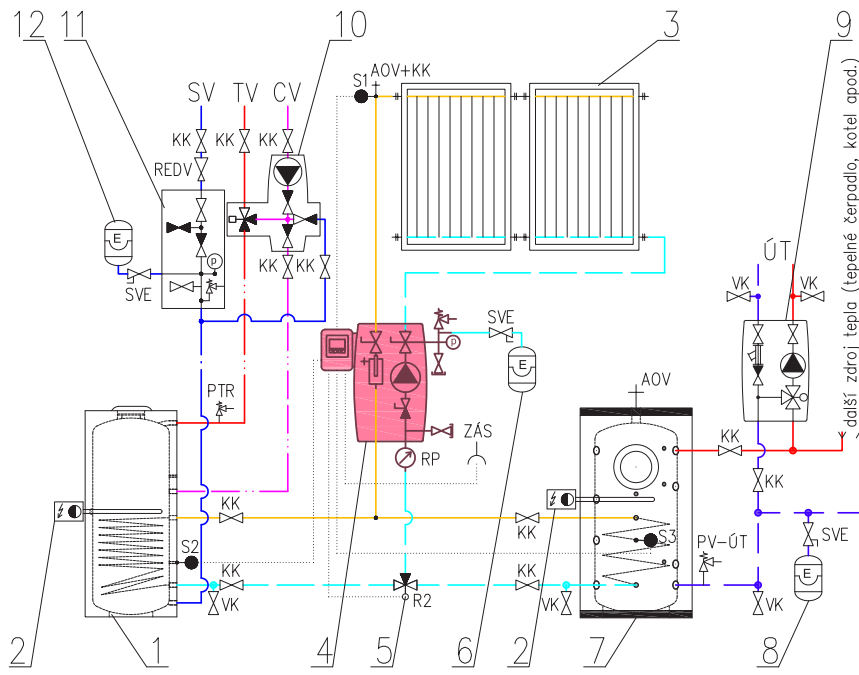 12
11
10
3
9
SV
TV
CV
S1
AOV+KK
KK
KK
KK
REDV
ÚT
VK
VK
E
P
KK
KK
SVE
SVE
P
E
PTR
AOV
ZÁS
RP
KK
KK
KK
KK
KK
S2
S3
PV-ÚT
SVE
E
KK
KK
VK
R2
VK
VK
2
1
4
5
6
2
7
8
další zdroj tepla (tepelné čerpadlo, kotel apod.)